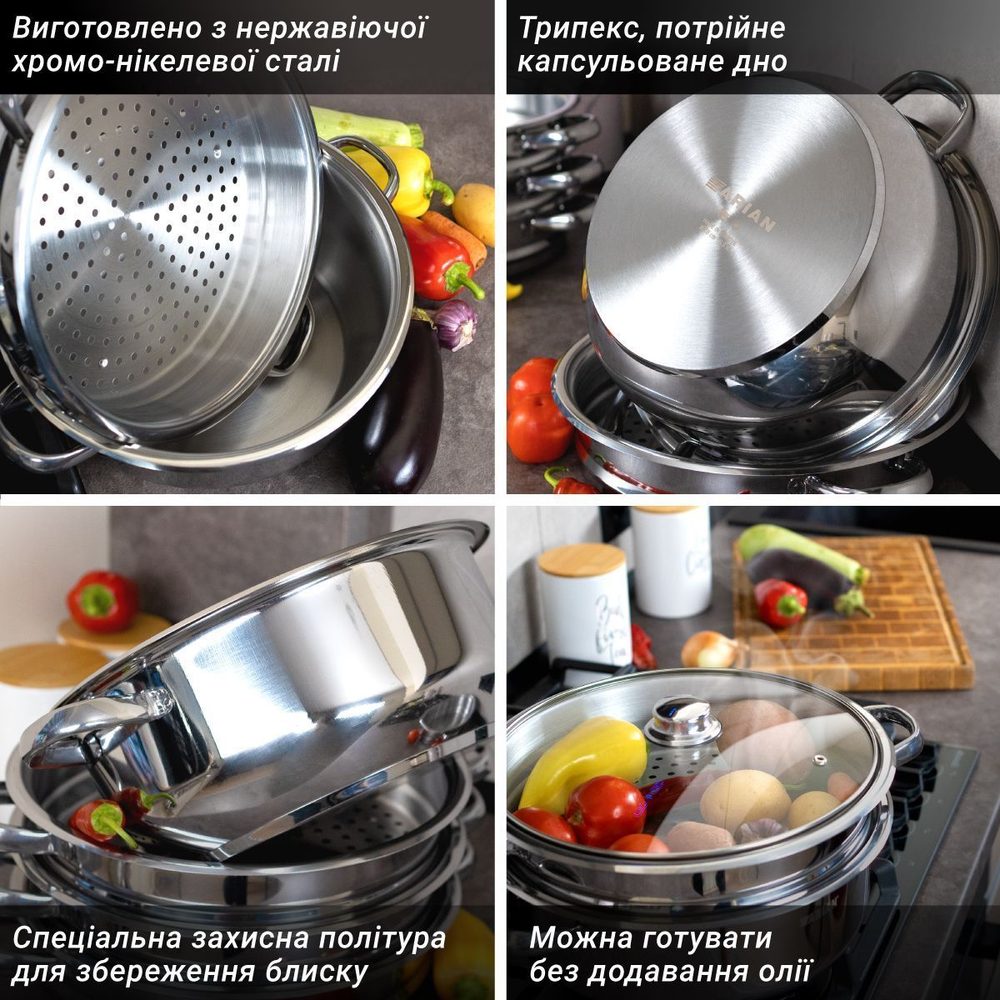 Виготовлено з нержавіючої
хромо-нікелевої сталі
Трипекс, потрійне
капсульоване дно
ARIAN
Спеціальна захисна політура
для збереження блиску
Можна готувати
без додавання олії